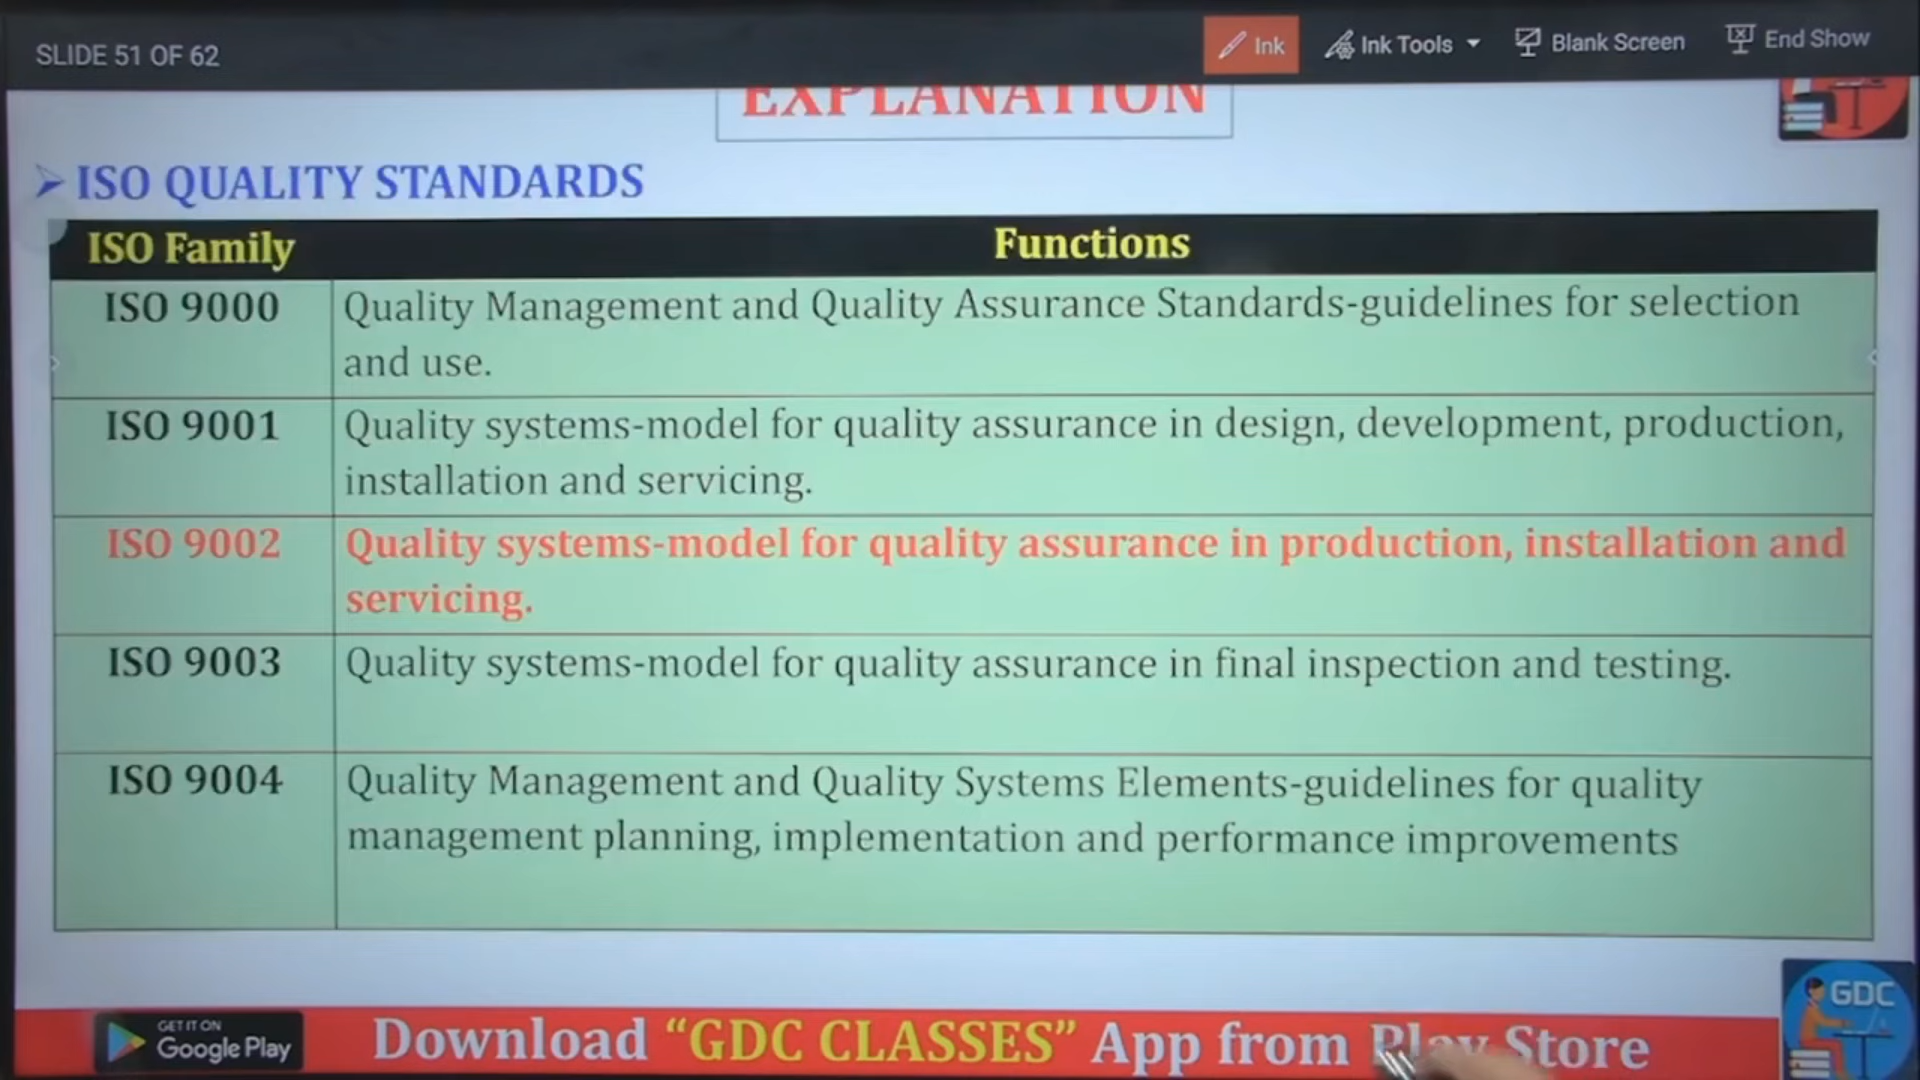 SLIDE 51 OF 62
Ink
Ink Tools
Blank Screen
End Show
EXPLANATION
ISO QUALITY STANDARDS
ISO Family
Functions
ISO 9000
Quality Management and Quality Assurance Standards-guidelines for selection
and use.
ISO 9001
Quality systems-model for quality assurance in design, development, production,
installation and servicing.
ISO 9002
Quality systems-model for quality assurance in production, installation and
servicing.
ISO 9003
Quality systems-model for quality assurance in final inspection and testing.
ISO 9004
Quality Management and Quality Systems Elements-guidelines for quality
management planning, implementation and performance improvements
GDC
GET IT ON
Google Play
Download “GDC CLASSES” App from Play Store